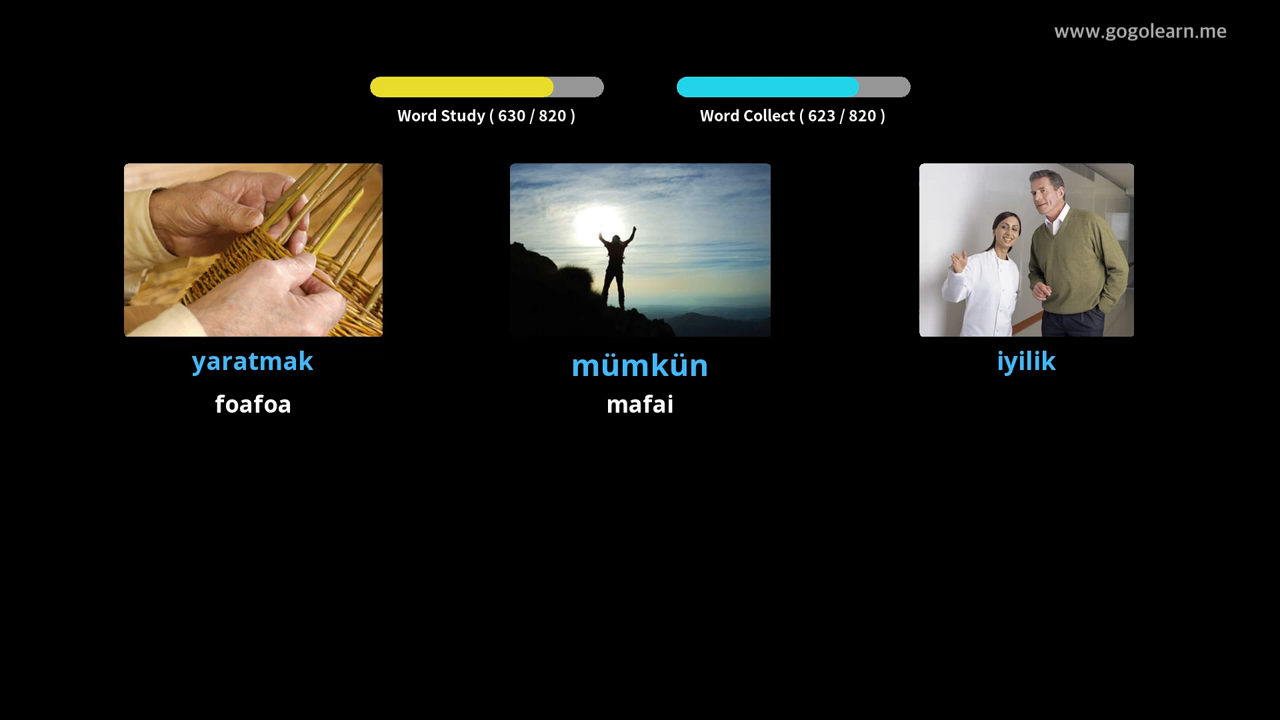 www.gogolearn.me
Word Study ( 630 / 820 )
Word Collect ( 623 / 820 )
yaratmak
foafoa
mümkün
mafai
iyilik